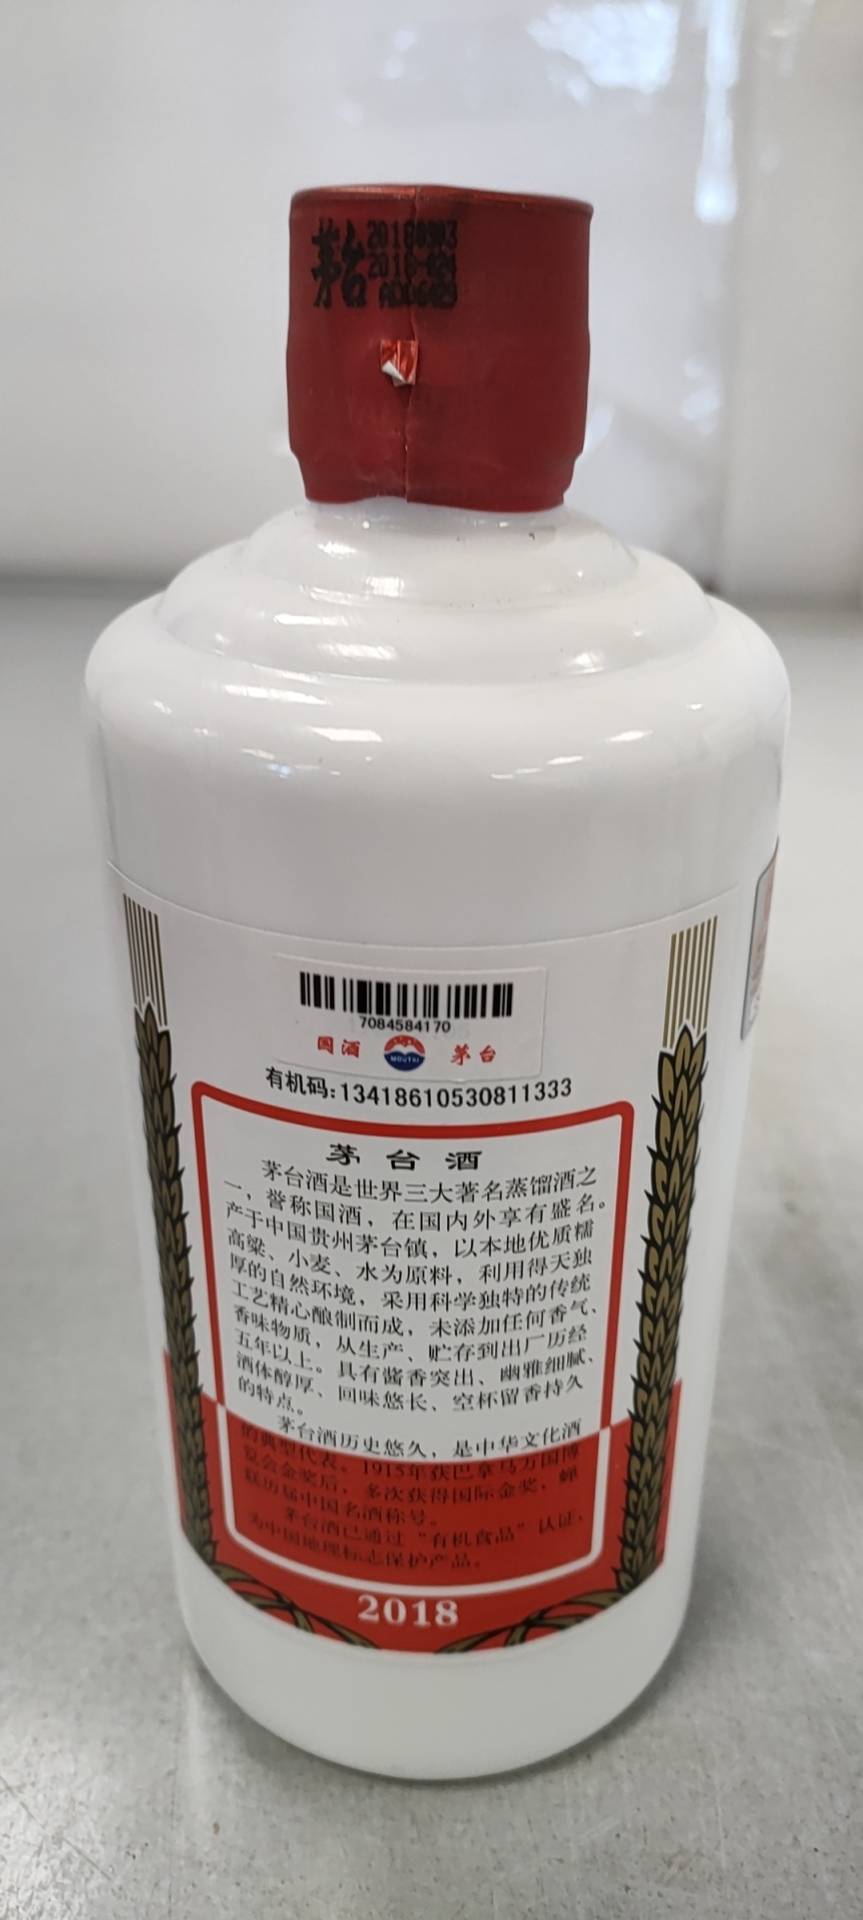 茅台
7084584170
国酒 MOUTAI 茅台
有机码:13418610530811333
茅台酒
茅台酒是世界三大著名蒸馏酒之
一，誉称国酒，在国内外享有盛名。
产于中国贵州茅台镇，以本地优质糯
高粱、小麦、水为原料，利用得天独
厚的自然环境，采用科学独特的传统
工艺精心酿制而成，未添加任何香气、
香味物质，从生产、贮存到出厂历经
五年以上。具有酱香突出、幽雅细腻、
酒体醇厚、回味悠长、空杯留香持久
的特点。
茅台酒历史悠久，是中华文化酒
的典型代表。1915年获巴拿马万国博
览会金奖后，多次获得国际金奖，蝉
联历届中国名酒称号。
茅台酒已通过“有机食品”认证，
为中国地理标志保护产品。
2018